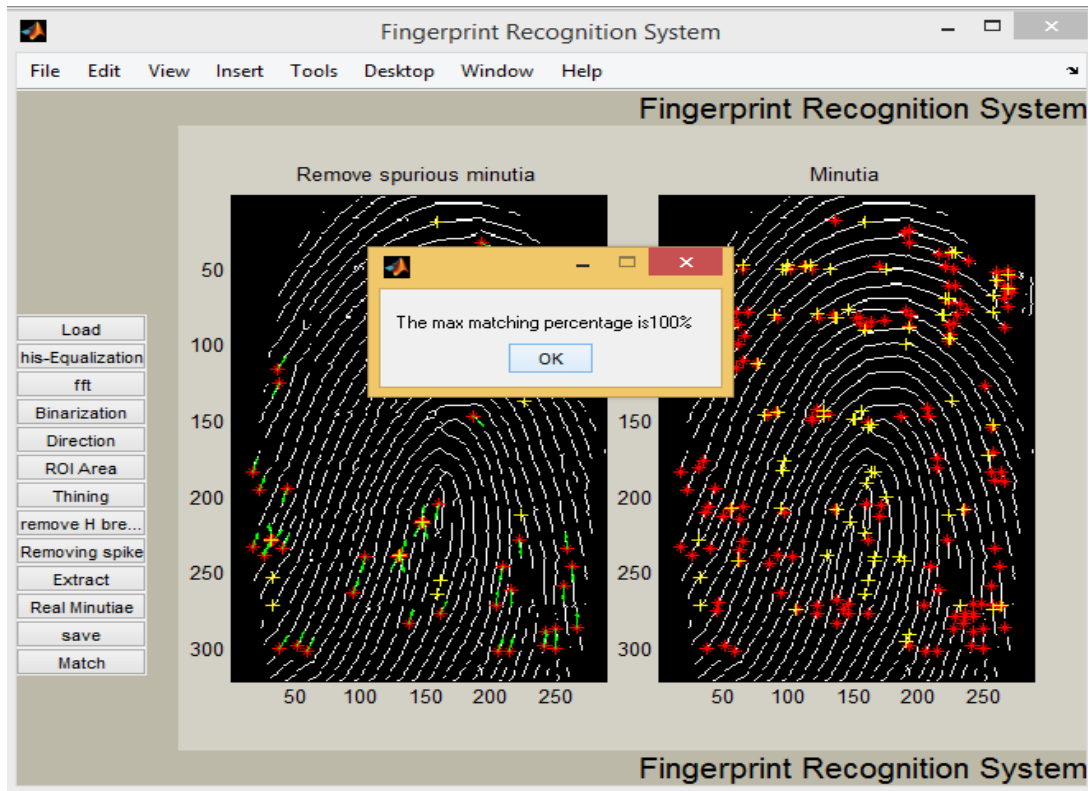 Fingerprint Recognition System
File Edit View Insert Tools Desktop Window Help
Fingerprint Recognition System
Remove spurious minutia
Minutia
50
100
150
200
250
300
50 100 150 200 250
150
200
250
300
50 100 150 200 250
The max matching percentage is100%
OK
Load
his-Equalization
fft
Binarization
Direction
ROI Area
Thining
remove H bre...
Removing spike
Extract
Real Minutiae
save
Match
Fingerprint Recognition System